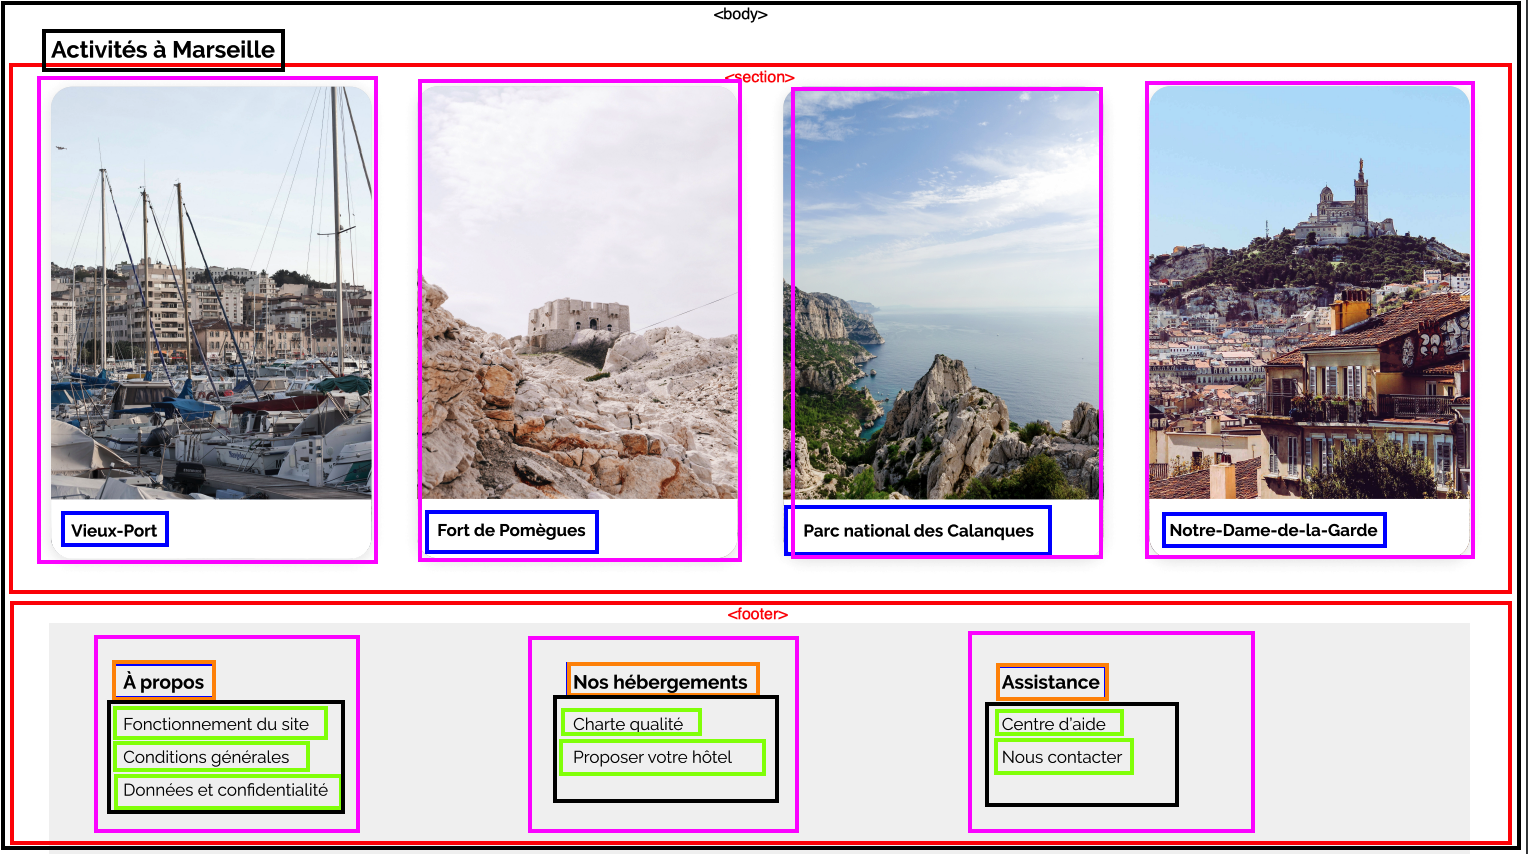 <body>
Activités à Marseille
<section>
Vieux-Port
Fort de Pomègues
Parc national des Calanques
Notre-Dame-de-la-Garde
<footer>
À propos
Fonctionnement du site
Conditions générales
Données et confidentialité
Nos hébergements
Charte qualité
Proposer votre hôtel
Assistance
Centre d'aide
Nous contacter